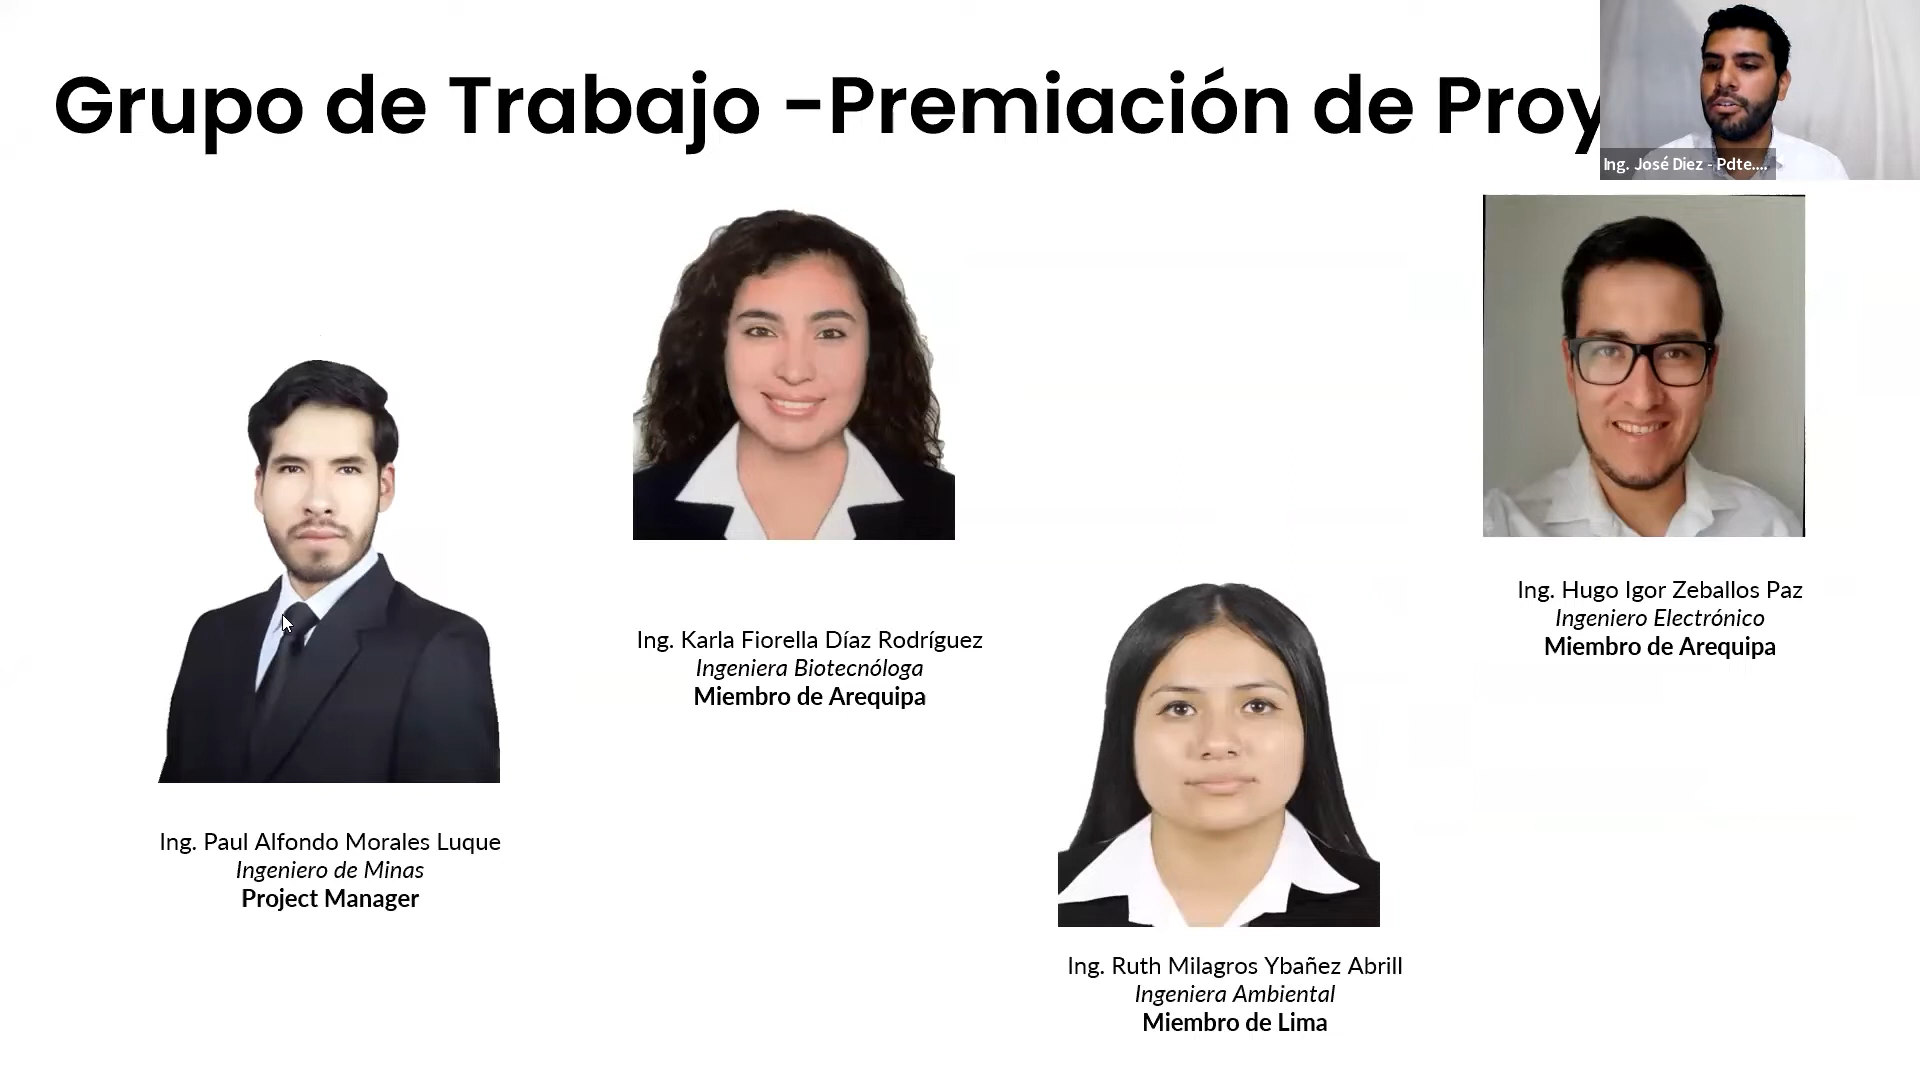 Grupo de Trabajo -Premiación de Proy
Ing. José Diez - Pdte....
Ing. Hugo Igor Zeballos Paz
Ingeniero Electrónico
Miembro de Arequipa
Ing. Karla Fiorella Díaz Rodríguez
Ingeniera Biotecnóloga
Miembro de Arequipa
Ing. Paul Alfondo Morales Luque
Ingeniero de Minas
Project Manager
Ing. Ruth Milagros Ybañez Abrill
Ingeniera Ambiental
Miembro de Lima